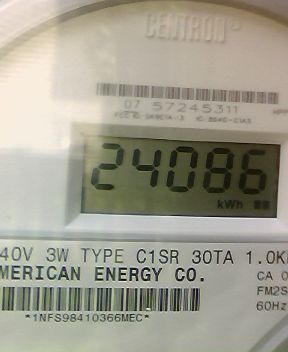 CENTRON®
07 57245311
24086
kWh
40V 3W TYPE C1SR 30TA 1.0K
MERICAN ENERGY CO.
CA 0
FM2S
60Hz
*1NFS98410366MEC*